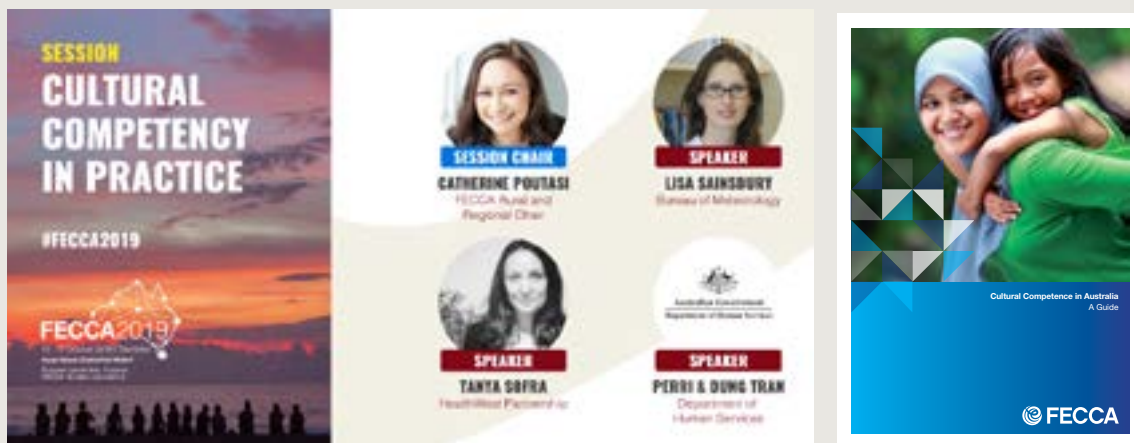 SESSION
CULTURAL
COMPETENCY
IN PRACTICE
#FECCA2019
FECCA2019
SESSION CHAIR
CATHERINE POUTASI
FECCA Rural and
Regional Chair
SPEAKER
LISA SAINSBURY
Bureau of Meteorology
SPEAKER
TANYA SOFRA
HealthWest Partnership
Australian Government
Department of Human Services
SPEAKER
PERRI & DUNG TRAN
Department of
Human Services
Cultural Competence in Australia
A Guide
FECCA